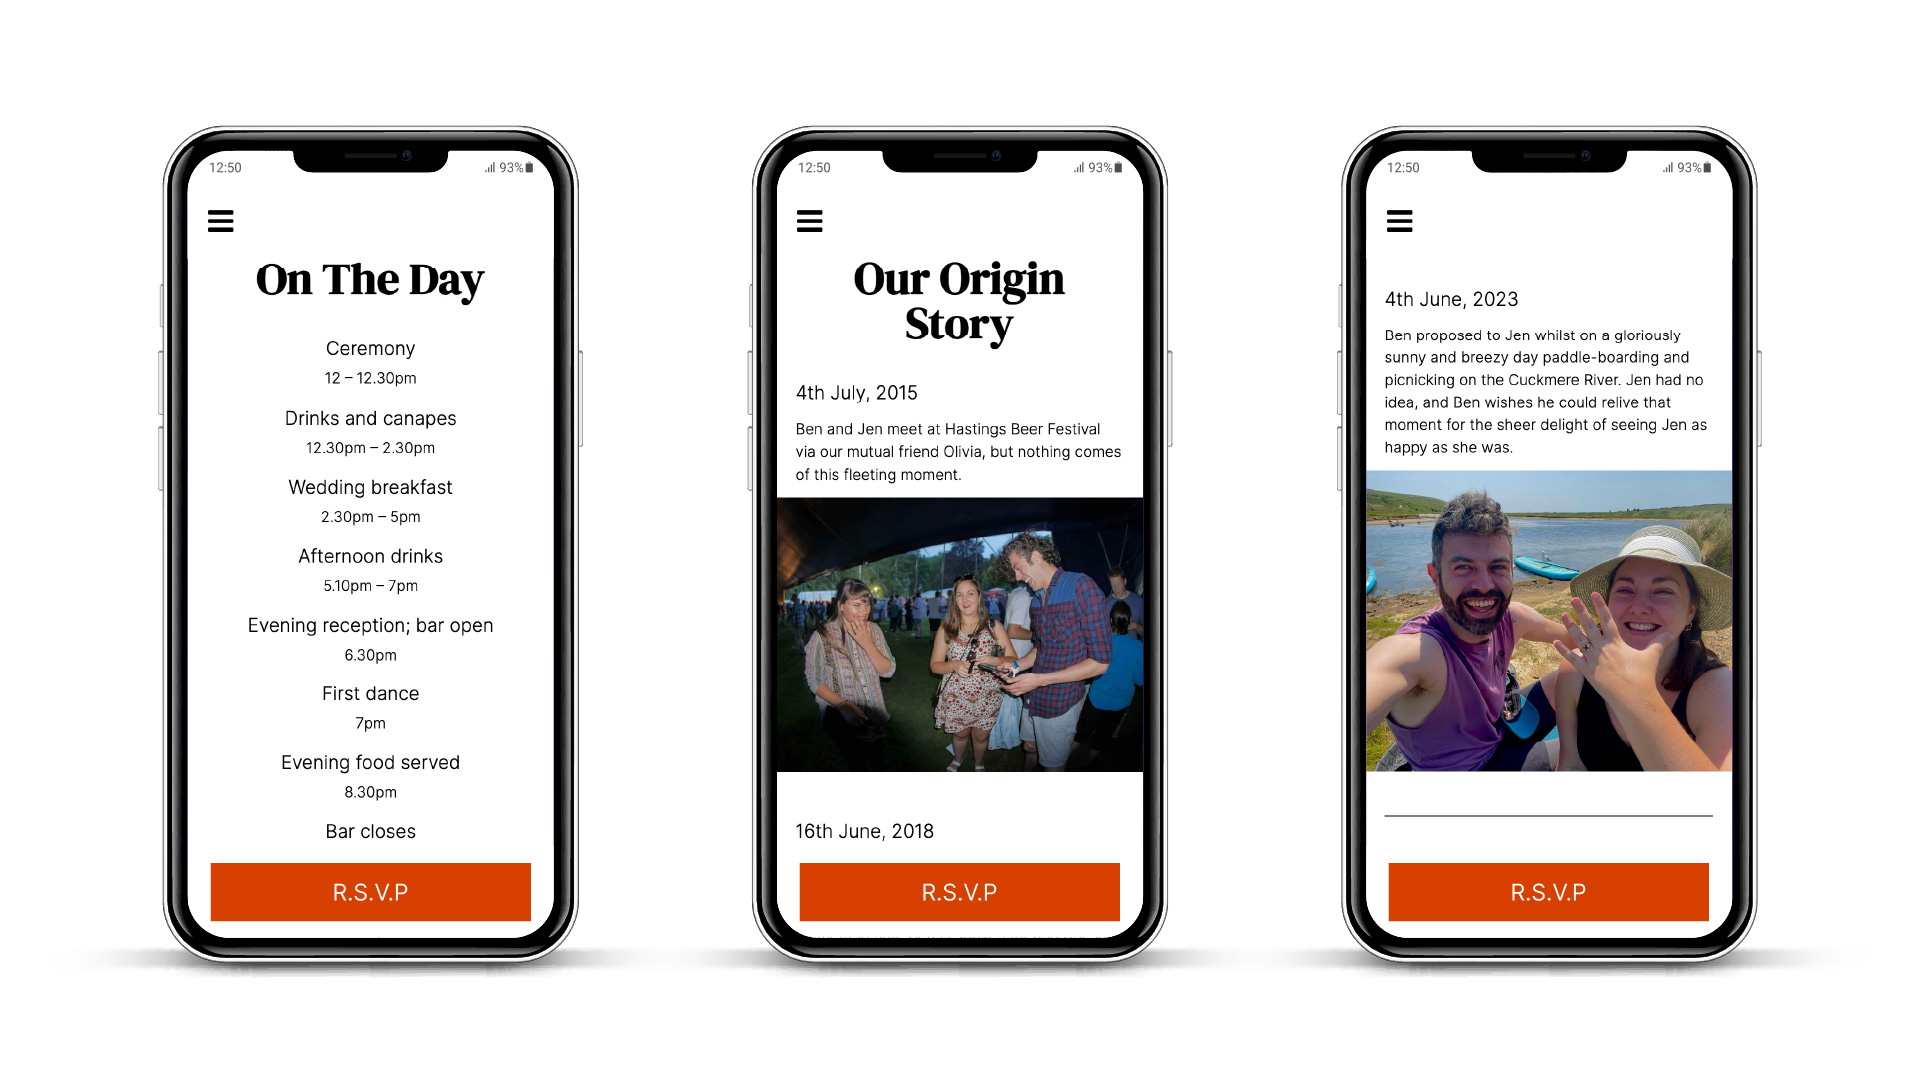 12:50
93%
On The Day
Ceremony
12 – 12.30pm
Drinks and canapes
12.30pm – 2.30pm
Wedding breakfast
2.30pm – 5pm
Afternoon drinks
5.10pm – 7pm
Evening reception; bar open
6.30pm
First dance
7pm
Evening food served
8.30pm
Bar closes
R.S.V.P
12:50
93%
Our Origin
Story
4th July, 2015
Ben and Jen meet at Hastings Beer Festival
via our mutual friend Olivia, but nothing comes
of this fleeting moment.
16th June, 2018
R.S.V.P
12:50
93%
4th June, 2023
Ben proposed to Jen whilst on a gloriously
sunny and breezy day paddle-boarding and
picnicking on the Cuckmere River. Jen had no
idea, and Ben wishes he could relive that
moment for the sheer delight of seeing Jen as
happy as she was.
R.S.V.P